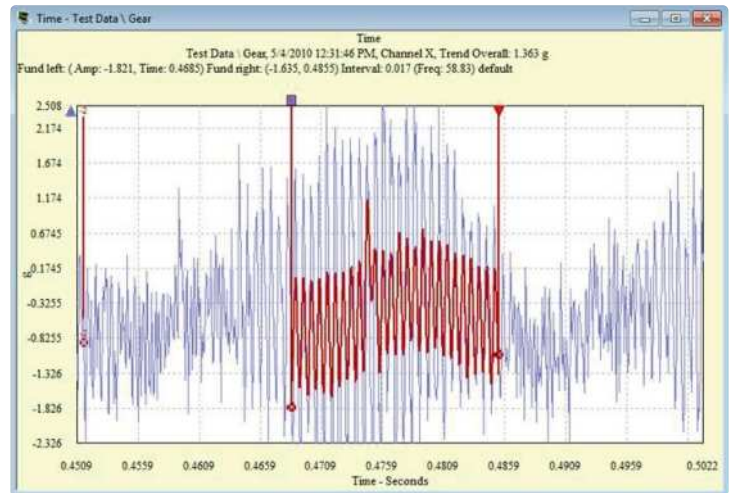 Time - Test Data \ Gear
Time
Test Data \ Gear, 5/4/2010 12:31:46 PM, Channel X, Trend Overall: 1.363 g
Fund left: ( Amp: -1.821, Time: 0.4685) Fund right: (-1.635, 0.4855) Interval: 0.017 (Freq: 58.83) default
2.508
2.174
1.674
1.174
0.6745
0.1745
g
-0.3255
-0.8255
-1.326
-1.826
-2.326
0.4509 0.4559 0.4609 0.4659 0.4709 0.4759 0.4809 0.4859 0.4909 0.4959 0.5022
Time - Seconds